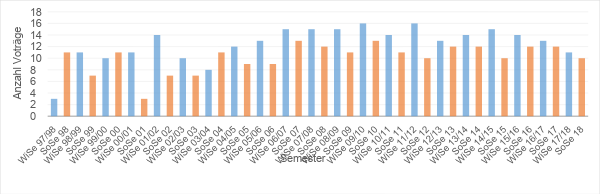 Anzahl Voträge
18
16
14
12
10
8
6
4
2
0
WiSe 97/98
SoSe 98
WiSe 98/99
SoSe 99
WiSe 99/00
SoSe 00
WiSe 00/01
SoSe 01
WiSe 01/02
SoSe 02
WiSe 02/03
SoSe 03
WiSe 03/04
SoSe 04
WiSe 04/05
SoSe 05
WiSe 05/06
SoSe 06
WiSe 06/07
SoSe 07
WiSe 07/08
SoSe 08
WiSe 08/09
SoSe 09
WiSe 09/10
SoSe 10
WiSe 10/11
SoSe 11
WiSe 11/12
SoSe 12
WiSe 12/13
SoSe 13
WiSe 13/14
SoSe 14
WiSe 14/15
SoSe 15
WiSe 15/16
SoSe 16
WiSe 16/17
SoSe 17
WiSe 17/18
SoSe 18
Semester